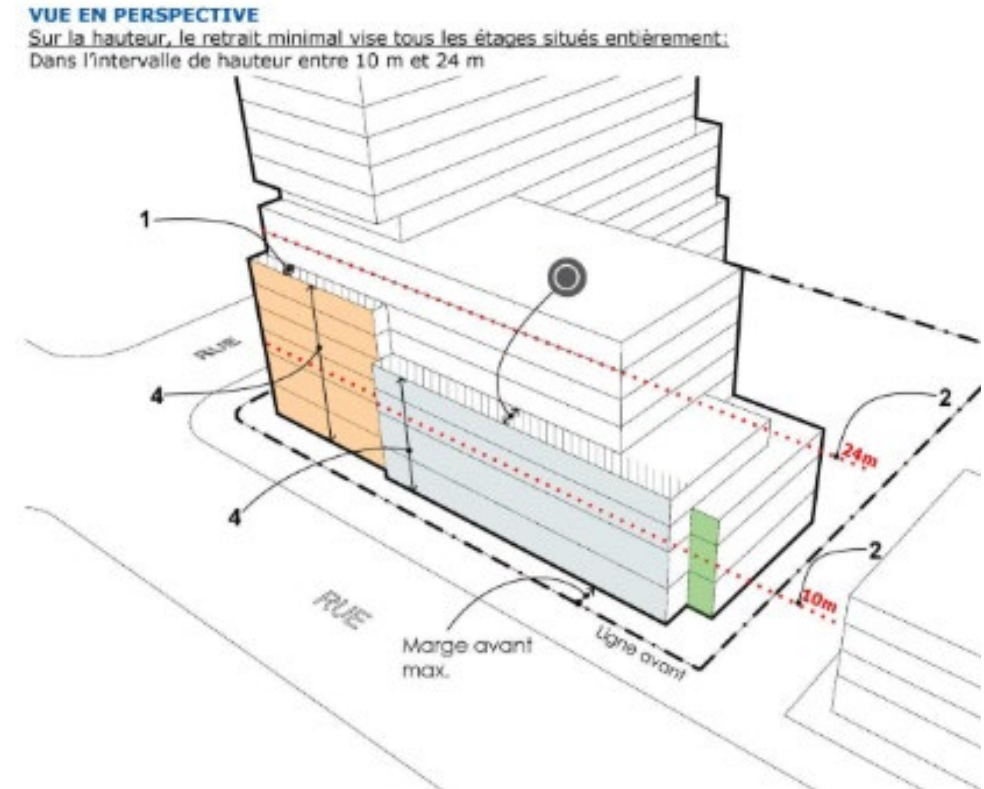 VUE EN PERSPECTIVE
Sur la hauteur, le retrait minimal vise tous les étages situés entièrement:
Dans l'intervalle de hauteur entre 10 m et 24 m
1
RUE
4
2
24m
4
2
10m
RUE
Marge avant
max.
Ligne avant